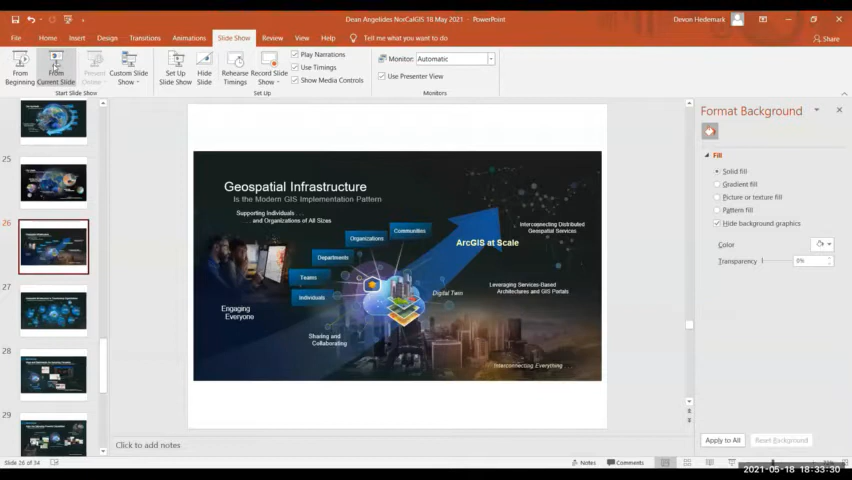 Dean Angelides NorCalGIS 18 May 2021 - PowerPoint
Devon Hedemark
File
Home
Insert
Design
Transitions
Animations
Slide Show
Review
View
Help
Tell me what you want to do
Share
From
Beginning
From
Current Slide
Present
Online
Custom Slide
Show
Set Up
Slide Show
Hide
Slide
Rehearse
Timings
Record Slide
Show
Play Narrations
Use Timings
Show Media Controls
Monitor:
Automatic
Use Presenter View
Start Slide Show
Set Up
Monitors
25
26
27
28
29
Geospatial Infrastructure
Is the Modern GIS Implementation Pattern
Supporting Individuals . . .
. . . and Organizations of All Sizes
Communities
Organizations
Departments
Teams
Individuals
Engaging
Everyone
Sharing and
Collaborating
Digital Twin
ArcGIS at Scale
Interconnecting Distributed
Geospatial Services
Leveraging Services-Based
Architectures and GIS Portals
Interconnecting Everything
Format Background
Fill
Solid fill
Gradient fill
Picture or texture fill
Pattern fill
Hide background graphics
Color
Transparency
0%
Apply to All
Reset Background
Click to add notes
Slide 26 of 34
Notes
Comments
2021-05-18 18:33:30